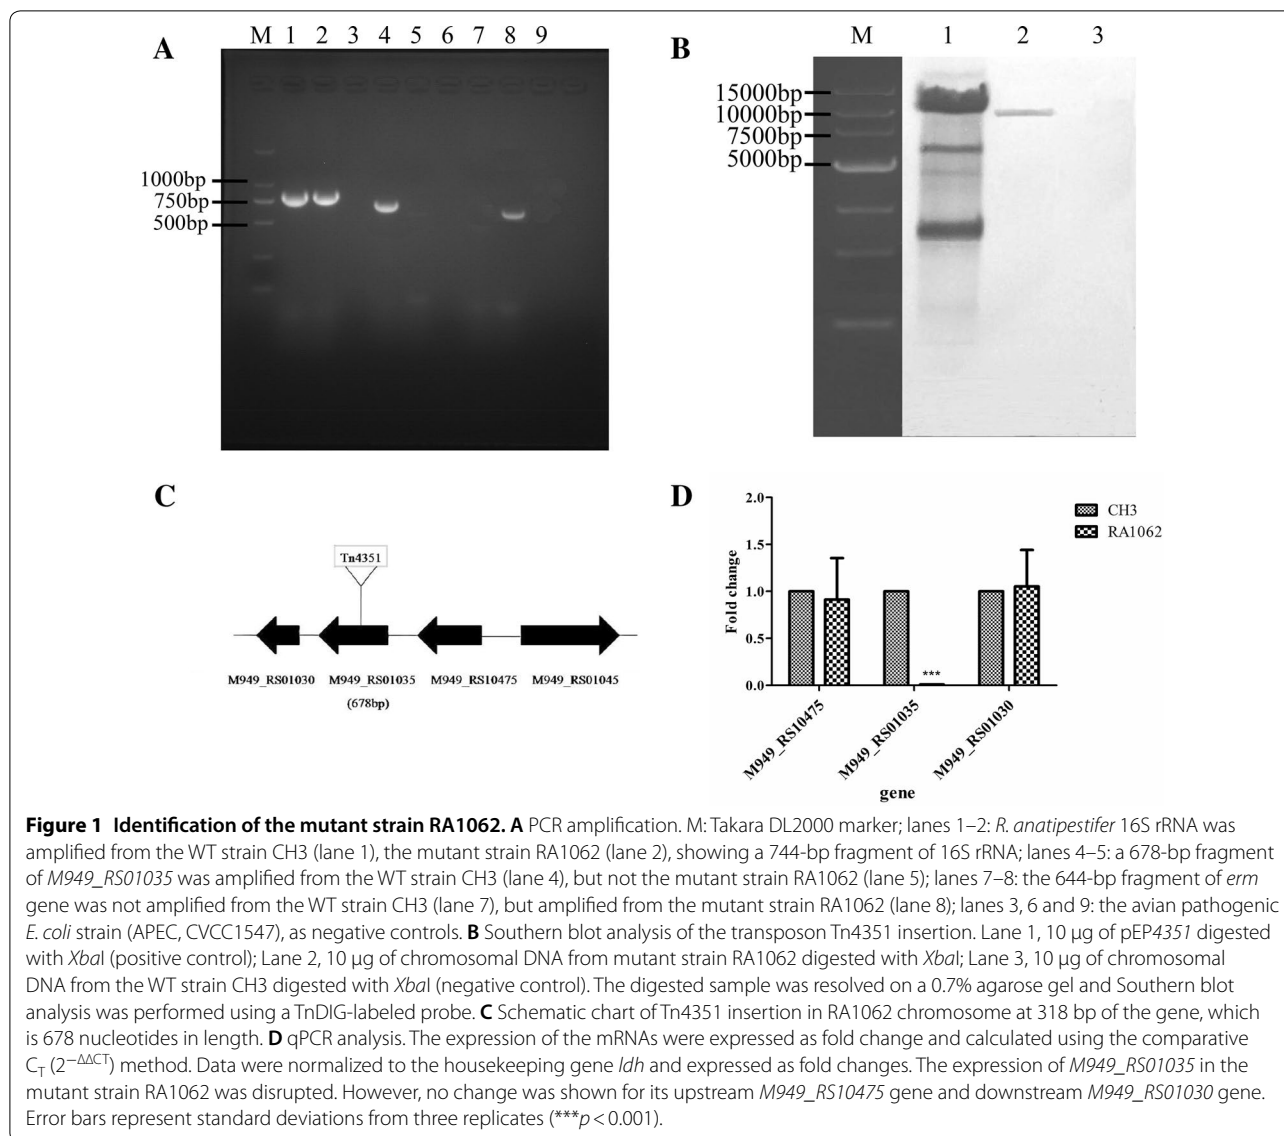 A
M 1 2 3 4 5 6 7 8 9
1000bp
750bp
500bp
B
M 1 2 3
15000bp
10000bp
7500bp
5000bp
C
Tn4351
M949_RS01030 M949_RS01035 M949_RS10475 M949_RS01045
(678bp)
D
Fold change
2.0
1.5
1.0
0.5
0.0
***
CH3
RA1062
M949_RS10475
M949_RS01035
M949_RS01030
gene
Figure 1 Identification of the mutant strain RA1062. A PCR amplification. M: Takara DL2000 marker; lanes 1–2: R. anatipestifer 16S rRNA was
amplified from the WT strain CH3 (lane 1), the mutant strain RA1062 (lane 2), showing a 744-bp fragment of 16S rRNA; lanes 4–5: a 678-bp fragment
of M949_RS01035 was amplified from the WT strain CH3 (lane 4), but not the mutant strain RA1062 (lane 5); lanes 7–8: the 644-bp fragment of erm
gene was not amplified from the WT strain CH3 (lane 7), but amplified from the mutant strain RA1062 (lane 8); lanes 3, 6 and 9: the avian pathogenic
E. coli strain (APEC, CVCC1547), as negative controls. B Southern blot analysis of the transposon Tn4351 insertion. Lane 1, 10 μg of pEP4351 digested
with XbaI (positive control); Lane 2, 10 μg of chromosomal DNA from mutant strain RA1062 digested with XbaI; Lane 3, 10 μg of chromosomal
DNA from the WT strain CH3 digested with XbaI (negative control). The digested sample was resolved on a 0.7% agarose gel and Southern blot
analysis was performed using a TnDIG-labeled probe. C Schematic chart of Tn4351 insertion in RA1062 chromosome at 318 bp of the gene, which
is 678 nucleotides in length. D qPCR analysis. The expression of the mRNAs were expressed as fold change and calculated using the comparative
C_T (2^−ΔΔCT) method. Data were normalized to the housekeeping gene ldh and expressed as fold changes. The expression of M949_RS01035 in the
mutant strain RA1062 was disrupted. However, no change was shown for its upstream M949_RS10475 gene and downstream M949_RS01030 gene.
Error bars represent standard deviations from three replicates (***p < 0.001).